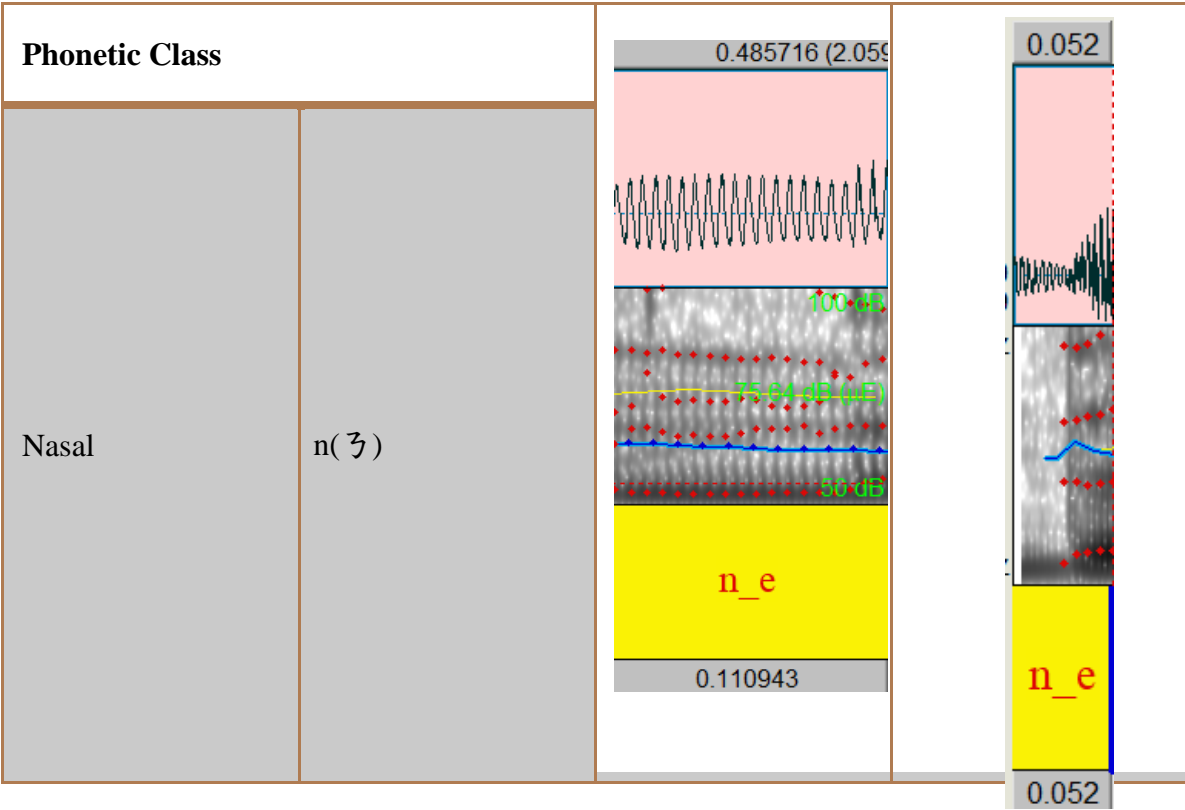 Phonetic Class
0.485716 (2.059
0.052
100 dB
75.64 dB (µE)
50 dB
Nasal
n(ㄋ)
n_e
n_e
0.110943
0.052